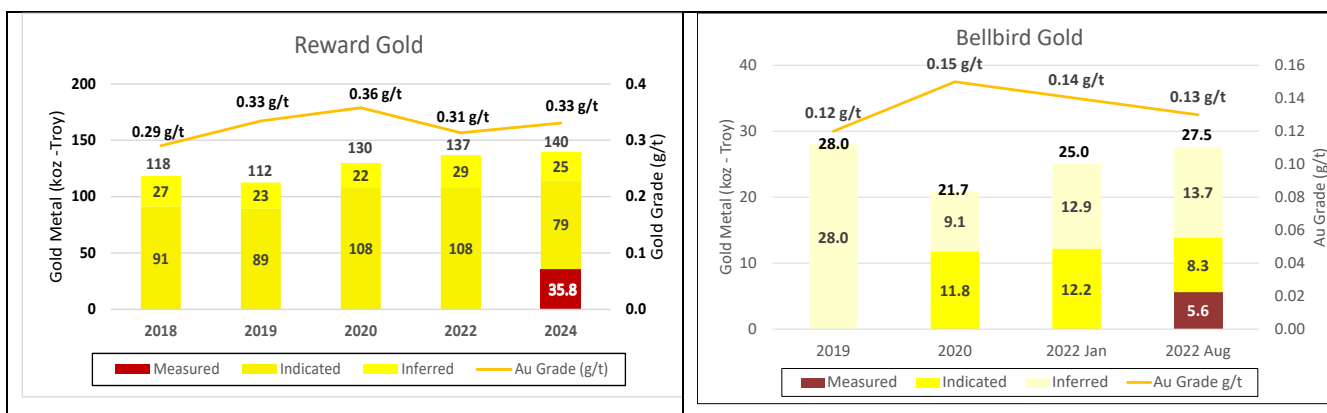 Reward Gold
Gold Metal (koz -Troy)
200
150
100
50
0
0.29 g/t
0.33 g/t
0.36 g/t
0.31 g/t
0.33 g/t
118
112
130
137
140
27
23
22
29
25
91
89
108
108
79
35.8
0.4
0.3
0.2
0.1
0.0
Gold Grade (g/t)
2018 2019 2020 2022 2024
Measured Indicated Inferred Au Grade (g/t)
Bellbird Gold
Gold Metal (koz - Troy)
40
30
20
10
0
0.12 g/t
0.15 g/t
0.14 g/t
0.13 g/t
28.0
21.7
25.0
27.5
28.0
9.1
12.9
13.7
11.8
12.2
8.3
5.6
0.16
0.14
0.12
0.10
0.08
0.06
0.04
0.02
0.00
Au Grade (g/t)
2019 2020 2022 Jan 2022 Aug
Measured Indicated Inferred Au Grade g/t